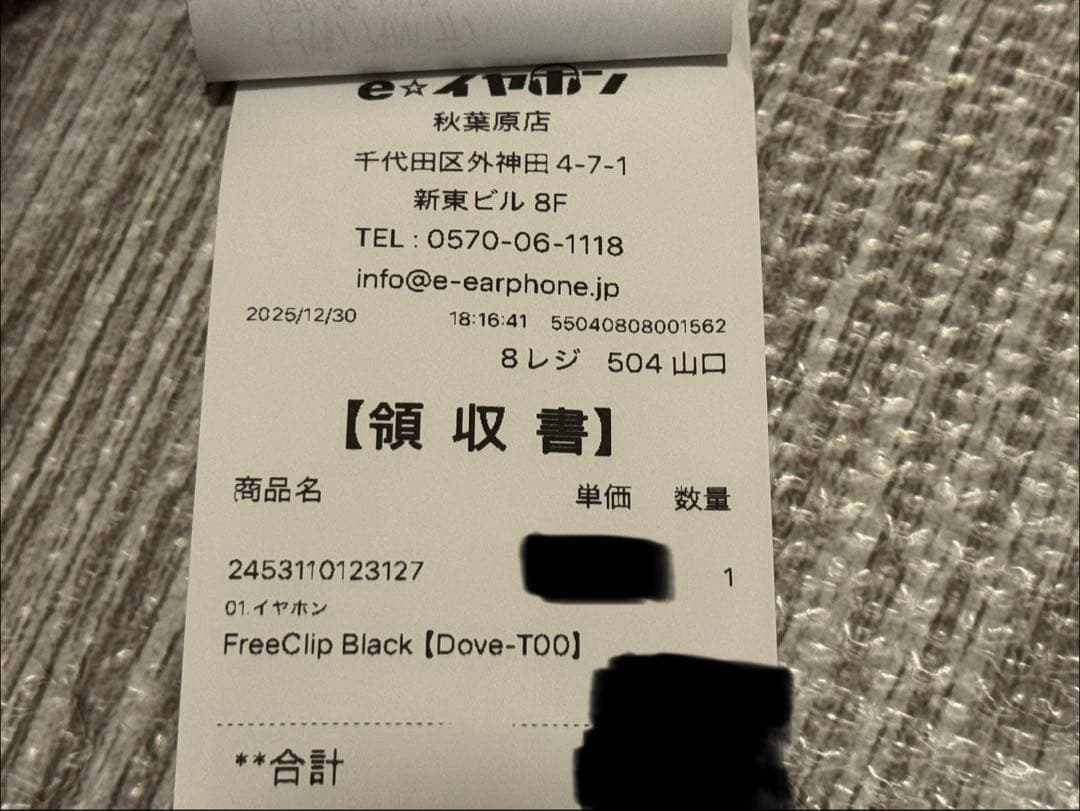 e☆イヤホン
秋葉原店
千代田区外神田 4-7-1
新東ビル 8F
TEL : 0570-06-1118
info@e-earphone.jp
2025/12/30 18:16:41 55040808001562
8レジ 504 山口
【領 収 書】
商品名 単価 数量
2453110123127 1
01.イヤホン
FreeClip Black【Dove-T00】
**合計